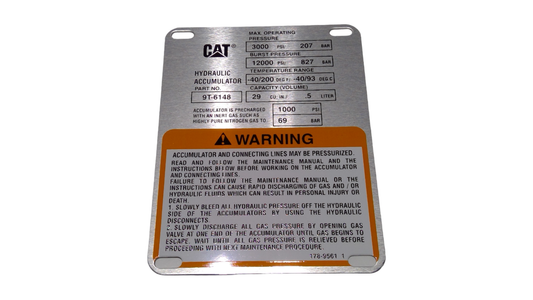 CAT
HYDRAULIC
ACCUMULATOR
PART NO.
9T-6148
ACCUMULATOR IS PRECHARGED
WITH AN INERT GAS SUCH AS
HIGHLY PURE NITROGEN GAS TO
MAX. OPERATING
PRESSURE
3000 PSI 207 BAR
BURST PRESSURE
12000 PSI 827 BAR
TEMPERATURE RANGE
-40/200 DEG F -40/93 DEG C
CAPACITY (VOLUME)
29 CU. IN. .5 LITER
1000 PSI
69 BAR
WARNING
ACCUMULATOR AND CONNECTING LINES MAY BE PRESSURIZED.
READ AND FOLLOW THE MAINTENANCE MANUAL AND THE
INSTRUCTIONS BELOW BEFORE WORKING ON THE ACCUMULATOR
AND CONNECTING LINES.
FAILURE TO FOLLOW THE MAINTENANCE MANUAL OR THE
INSTRUCTIONS CAN CAUSE RAPID DISCHARGING OF GAS AND / OR
HYDRAULIC FLUIDS WHICH CAN RESULT IN PERSONAL INJURY OR
DEATH.
1. SLOWLY BLEED ALL HYDRAULIC PRESSURE OFF THE HYDRAULIC
SIDE OF THE ACCUMULATORS BY USING THE HYDRAULIC
DISCONNECTS.
2. SLOWLY DISCHARGE ALL GAS PRESSURE BY OPENING GAS
VALVE AT ONE END OF THE ACCUMULATOR UNTIL GAS BEGINS TO
ESCAPE. WAIT UNTIL ALL GAS PRESSURE IS RELIEVED BEFORE
PROCEEDING WITH NEXT MAINTENANCE PROCEDURE.
178-9561 1